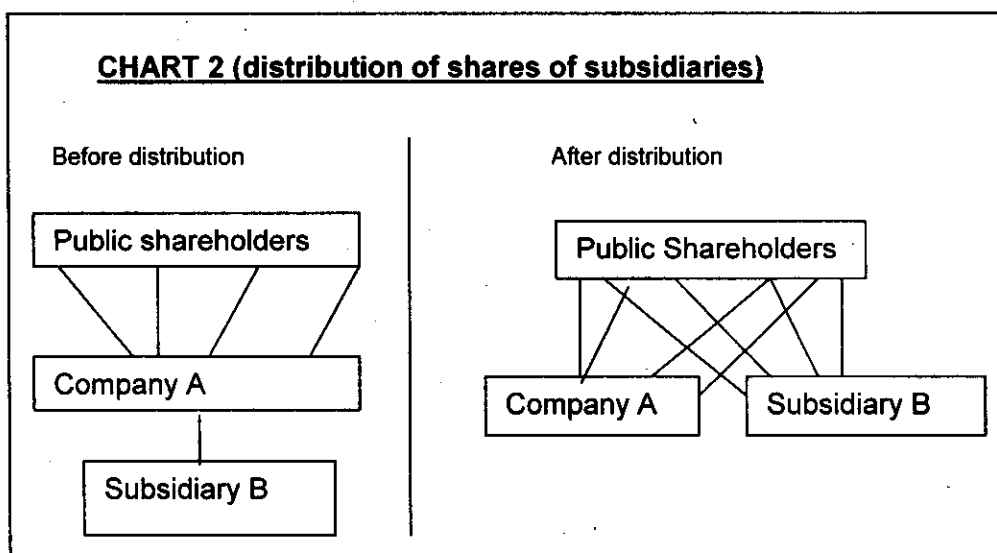 CHART 2 (distribution of shares of subsidiaries)
Before distribution
Public shareholders
Company A
Subsidiary B
After distribution
Public Shareholders
Company A
Subsidiary B